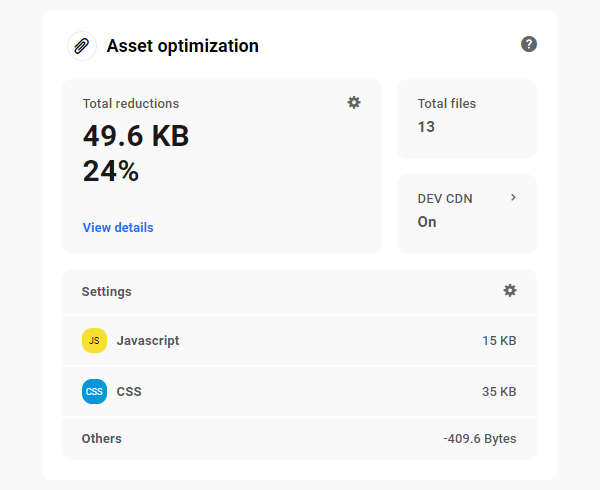 Asset optimization
?
Total reductions
49.6 KB
24%
View details
Total files
13
DEV CDN
On
Settings
JS Javascript 15 KB
CSS CSS 35 KB
Others -409.6 Bytes